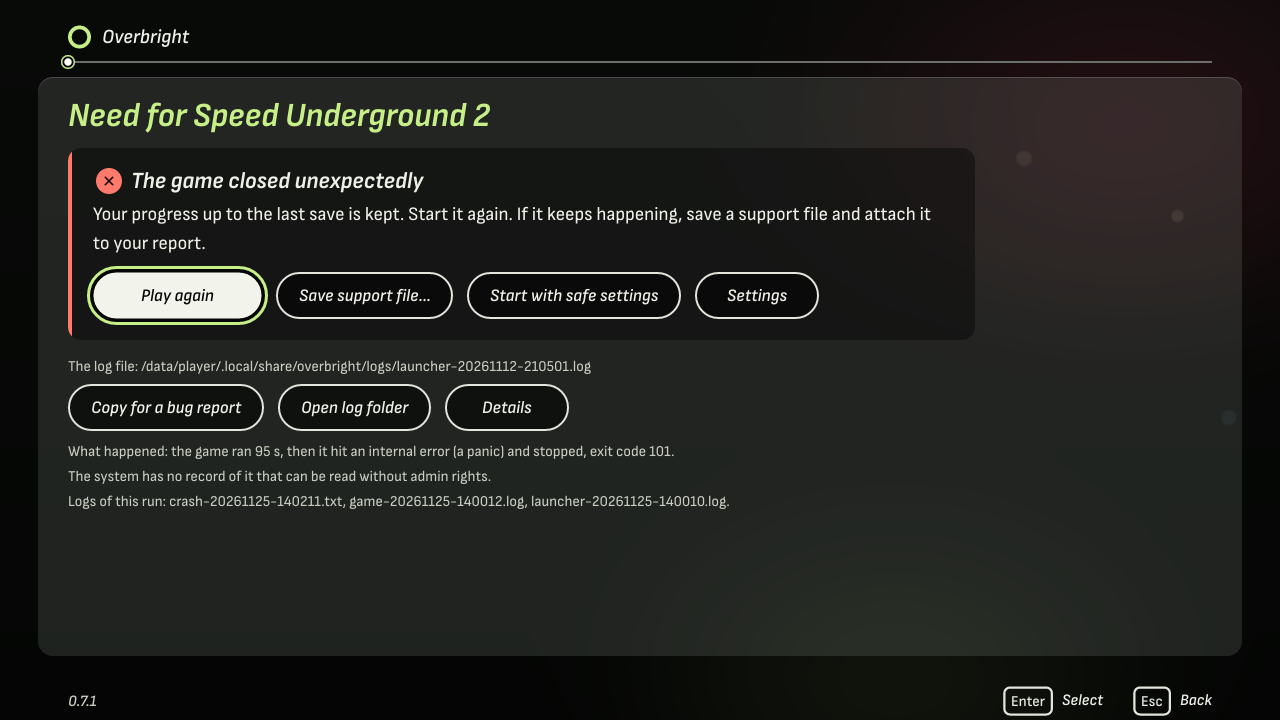 Overbright
Need for Speed Underground 2
The game closed unexpectedly
Your progress up to the last save is kept. Start it again. If it keeps happening, save a support file and attach it
to your report.
Play again
Save support file...
Start with safe settings
Settings
The log file: /data/player/.local/share/overbright/logs/launcher-20261112-210501.log
Copy for a bug report
Open log folder
Details
What happened: the game ran 95 s, then it hit an internal error (a panic) and stopped, exit code 101.
The system has no record of it that can be read without admin rights.
Logs of this run: crash-20261125-140211.txt, game-20261125-140012.log, launcher-20261125-140010.log.
0.7.1
Enter Select
Esc Back